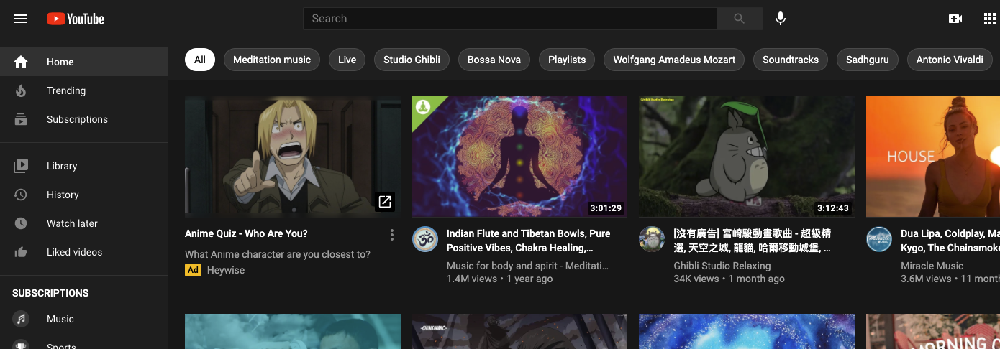 YouTube
Search
Home
Trending
Subscriptions
Library
History
Watch later
Liked videos
SUBSCRIPTIONS
Music
Sports
All
Meditation music
Live
Studio Ghibli
Bossa Nova
Playlists
Wolfgang Amadeus Mozart
Soundtracks
Sadhguru
Antonio Vivaldi
Anime Quiz - Who Are You?
What Anime character are you closest to?
Ad Heywise
3:01:29
Indian Flute and Tibetan Bowls, Pure
Positive Vibes, Chakra Healing,...
Music for body and spirit - Meditati...
1.4M views • 1 year ago
Ghibli Studio Relaxing
3:12:43
[沒有廣告] 宮崎駿動畫歌曲 - 超級精
選, 天空之城, 龍貓, 哈爾移動城堡, ...
Ghibli Studio Relaxing
34K views • 1 month ago
HOUSE
Dua Lipa, Coldplay, Ma
Kygo, The Chainsmoke
Miracle Music
3.6M views • 11 mont
MORNING